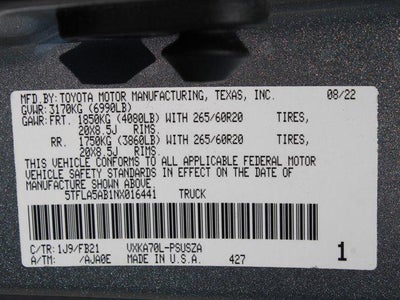 MFD.BY: TOYOTA MOTOR MANUFACTURING, TEXAS, INC. 08/22
GVWR: 3170KG (6990LB)
GAWR: FRT. 1850KG (4080LB) WITH 265/60R20 TIRES,
20X8.5J RIMS.
RR. 1750KG (3860LB) WITH 265/60R20 TIRES,
20X8.5J RIMS.
THIS VEHICLE CONFORMS TO ALL APPLICABLE FEDERAL MOTOR
VEHICLE SAFETY STANDARDS IN EFFECT ON THE DATE OF
MANUFACTURE SHOWN ABOVE.
5TFLA5AB1NX016441 TRUCK
C/TR: 1J9/FB21 VXKA70L-PSUSZA 1
A/TM: /AJA0E MADE IN U.S.A. 427